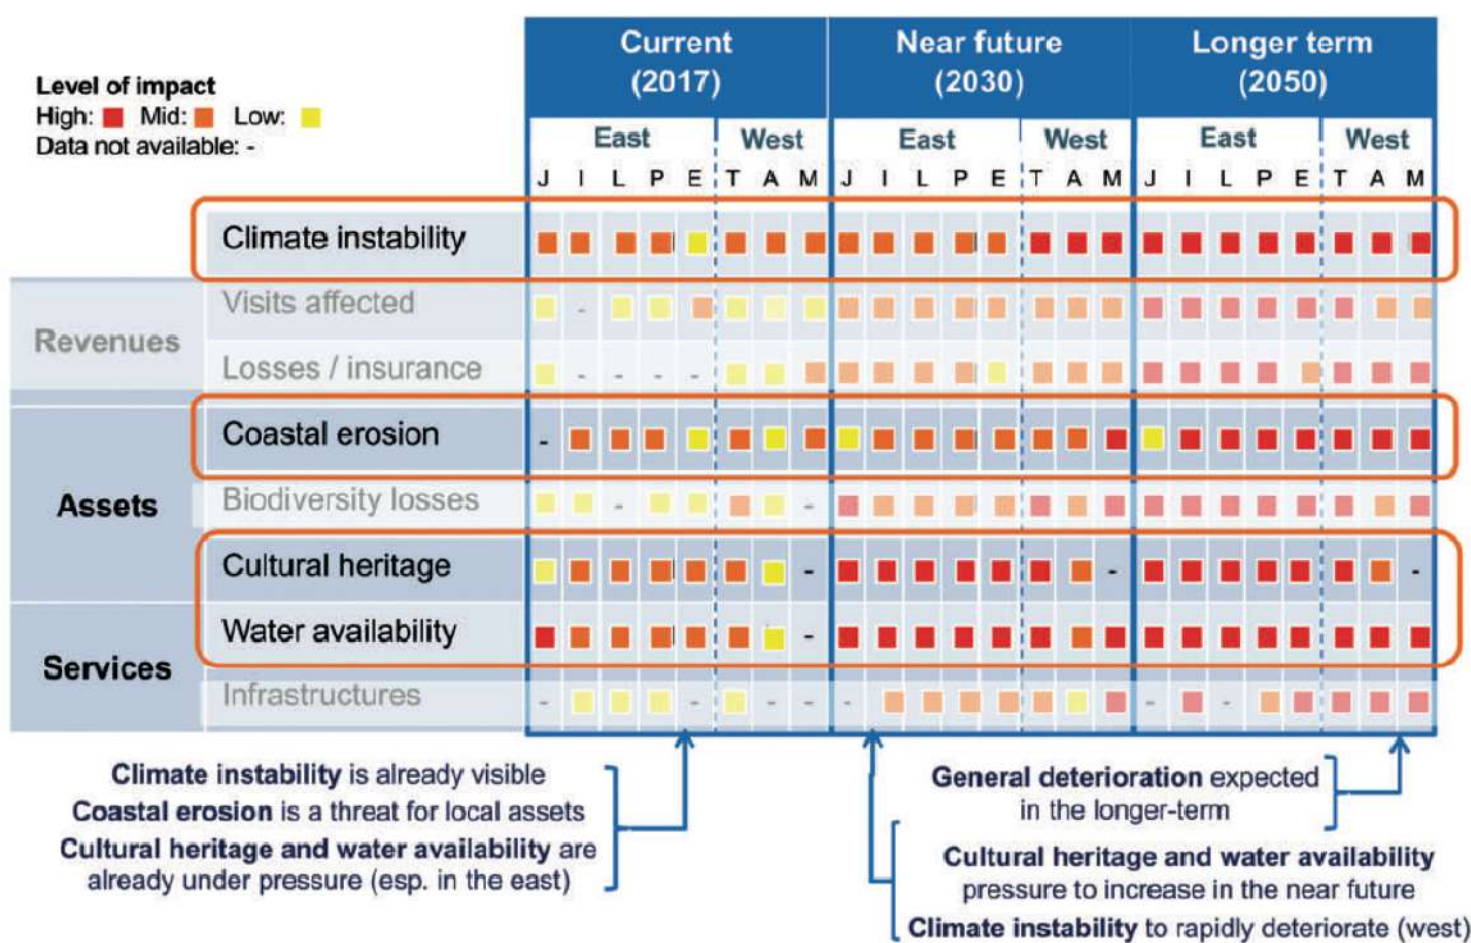 Current Near future Longer term
(2017) (2030) (2050)
Level of impact
High: Mid: Low:
Data not available: -
East West East West East West
J I L P E T A M J I L P E T A M J I L P E T A M
Climate instability
Revenues
Visits affected -
Losses / insurance - - - -
Assets
Coastal erosion -
Biodiversity losses - -
Cultural heritage - - -
Services
Water availability -
Infrastructures - - - - - - -
Climate instability is already visible
Coastal erosion is a threat for local assets
Cultural heritage and water availability are
already under pressure (esp. in the east)
General deterioration expected
in the longer-term
Cultural heritage and water availability
pressure to increase in the near future
Climate instability to rapidly deteriorate (west)